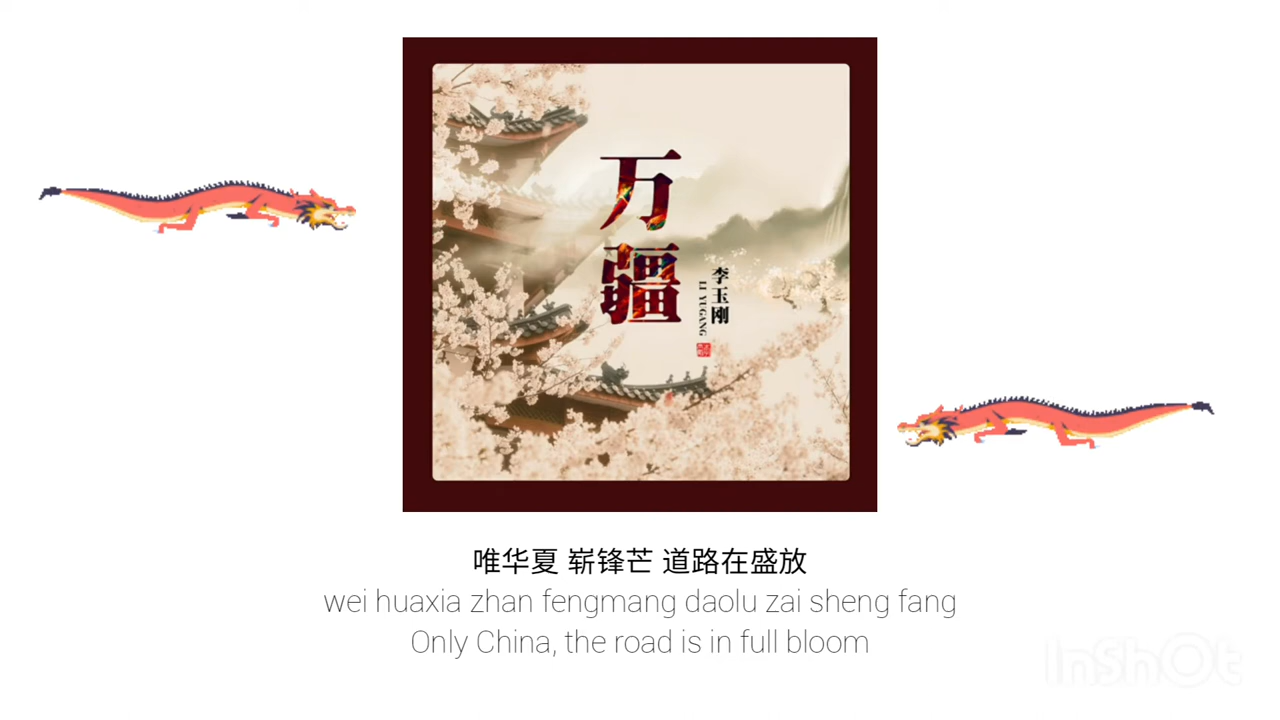 万疆
李玉刚
LI YUGANG
唯华夏 崭锋芒 道路在盛放
wei huaxia zhan fengmang daolu zai sheng fang
Only China, the road is in full bloom
InShOt